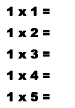 1 x 1 =
1 x 2 =
1 x 3 =
1 x 4 =
1 x 5 =